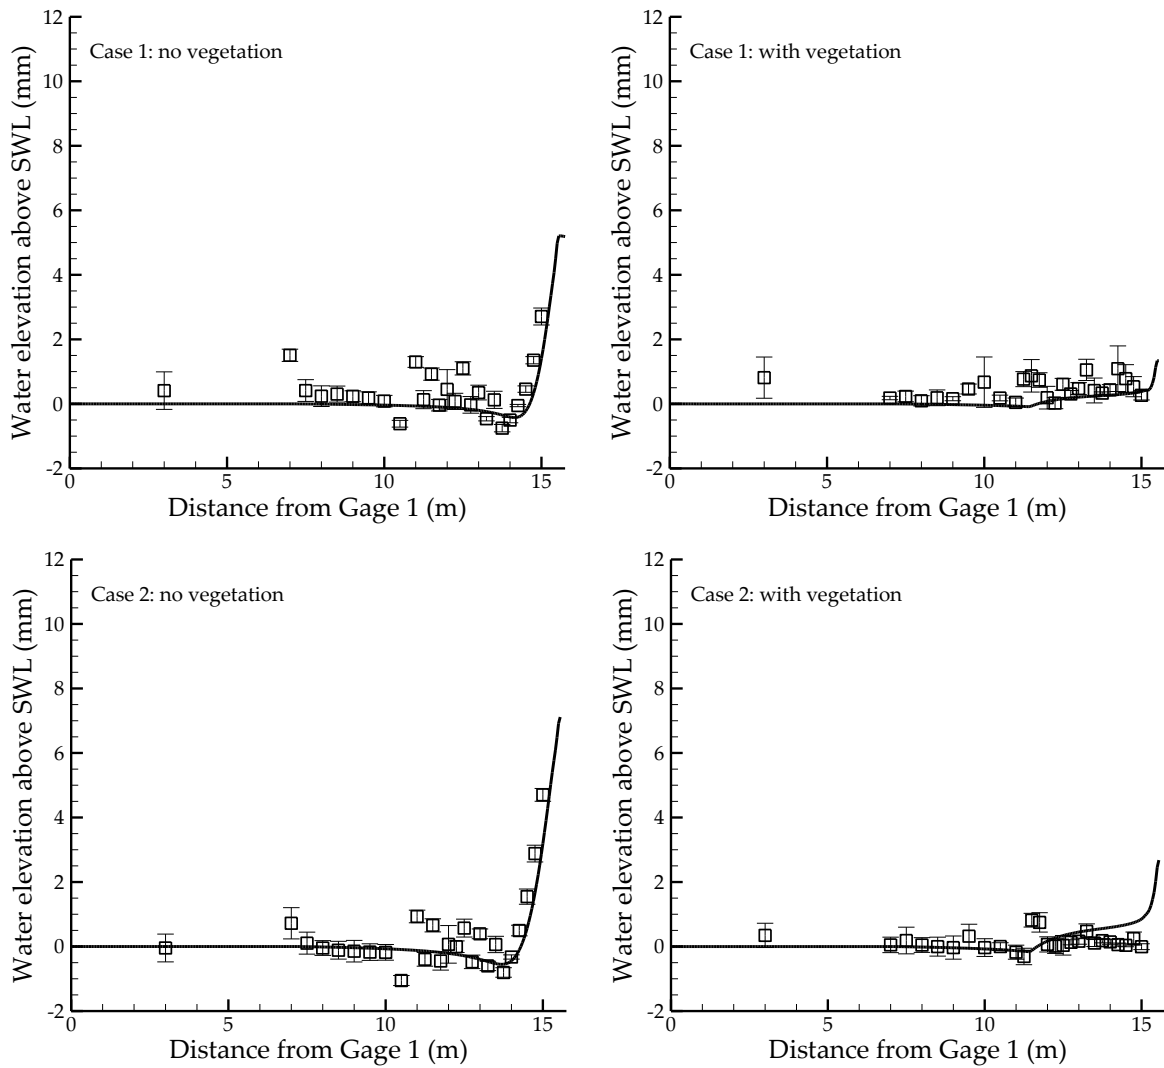 Case 1: no vegetation
Water elevation above SWL (mm)
12
10
8
6
4
2
0
-2
0 5 10 15
Distance from Gage 1 (m)
Case 1: with vegetation
Water elevation above SWL (mm)
12
10
8
6
4
2
0
-2
0 5 10 15
Distance from Gage 1 (m)
Case 2: no vegetation
Water elevation above SWL (mm)
12
10
8
6
4
2
0
-2
0 5 10 15
Distance from Gage 1 (m)
Case 2: with vegetation
Water elevation above SWL (mm)
12
10
8
6
4
2
0
-2
0 5 10 15
Distance from Gage 1 (m)